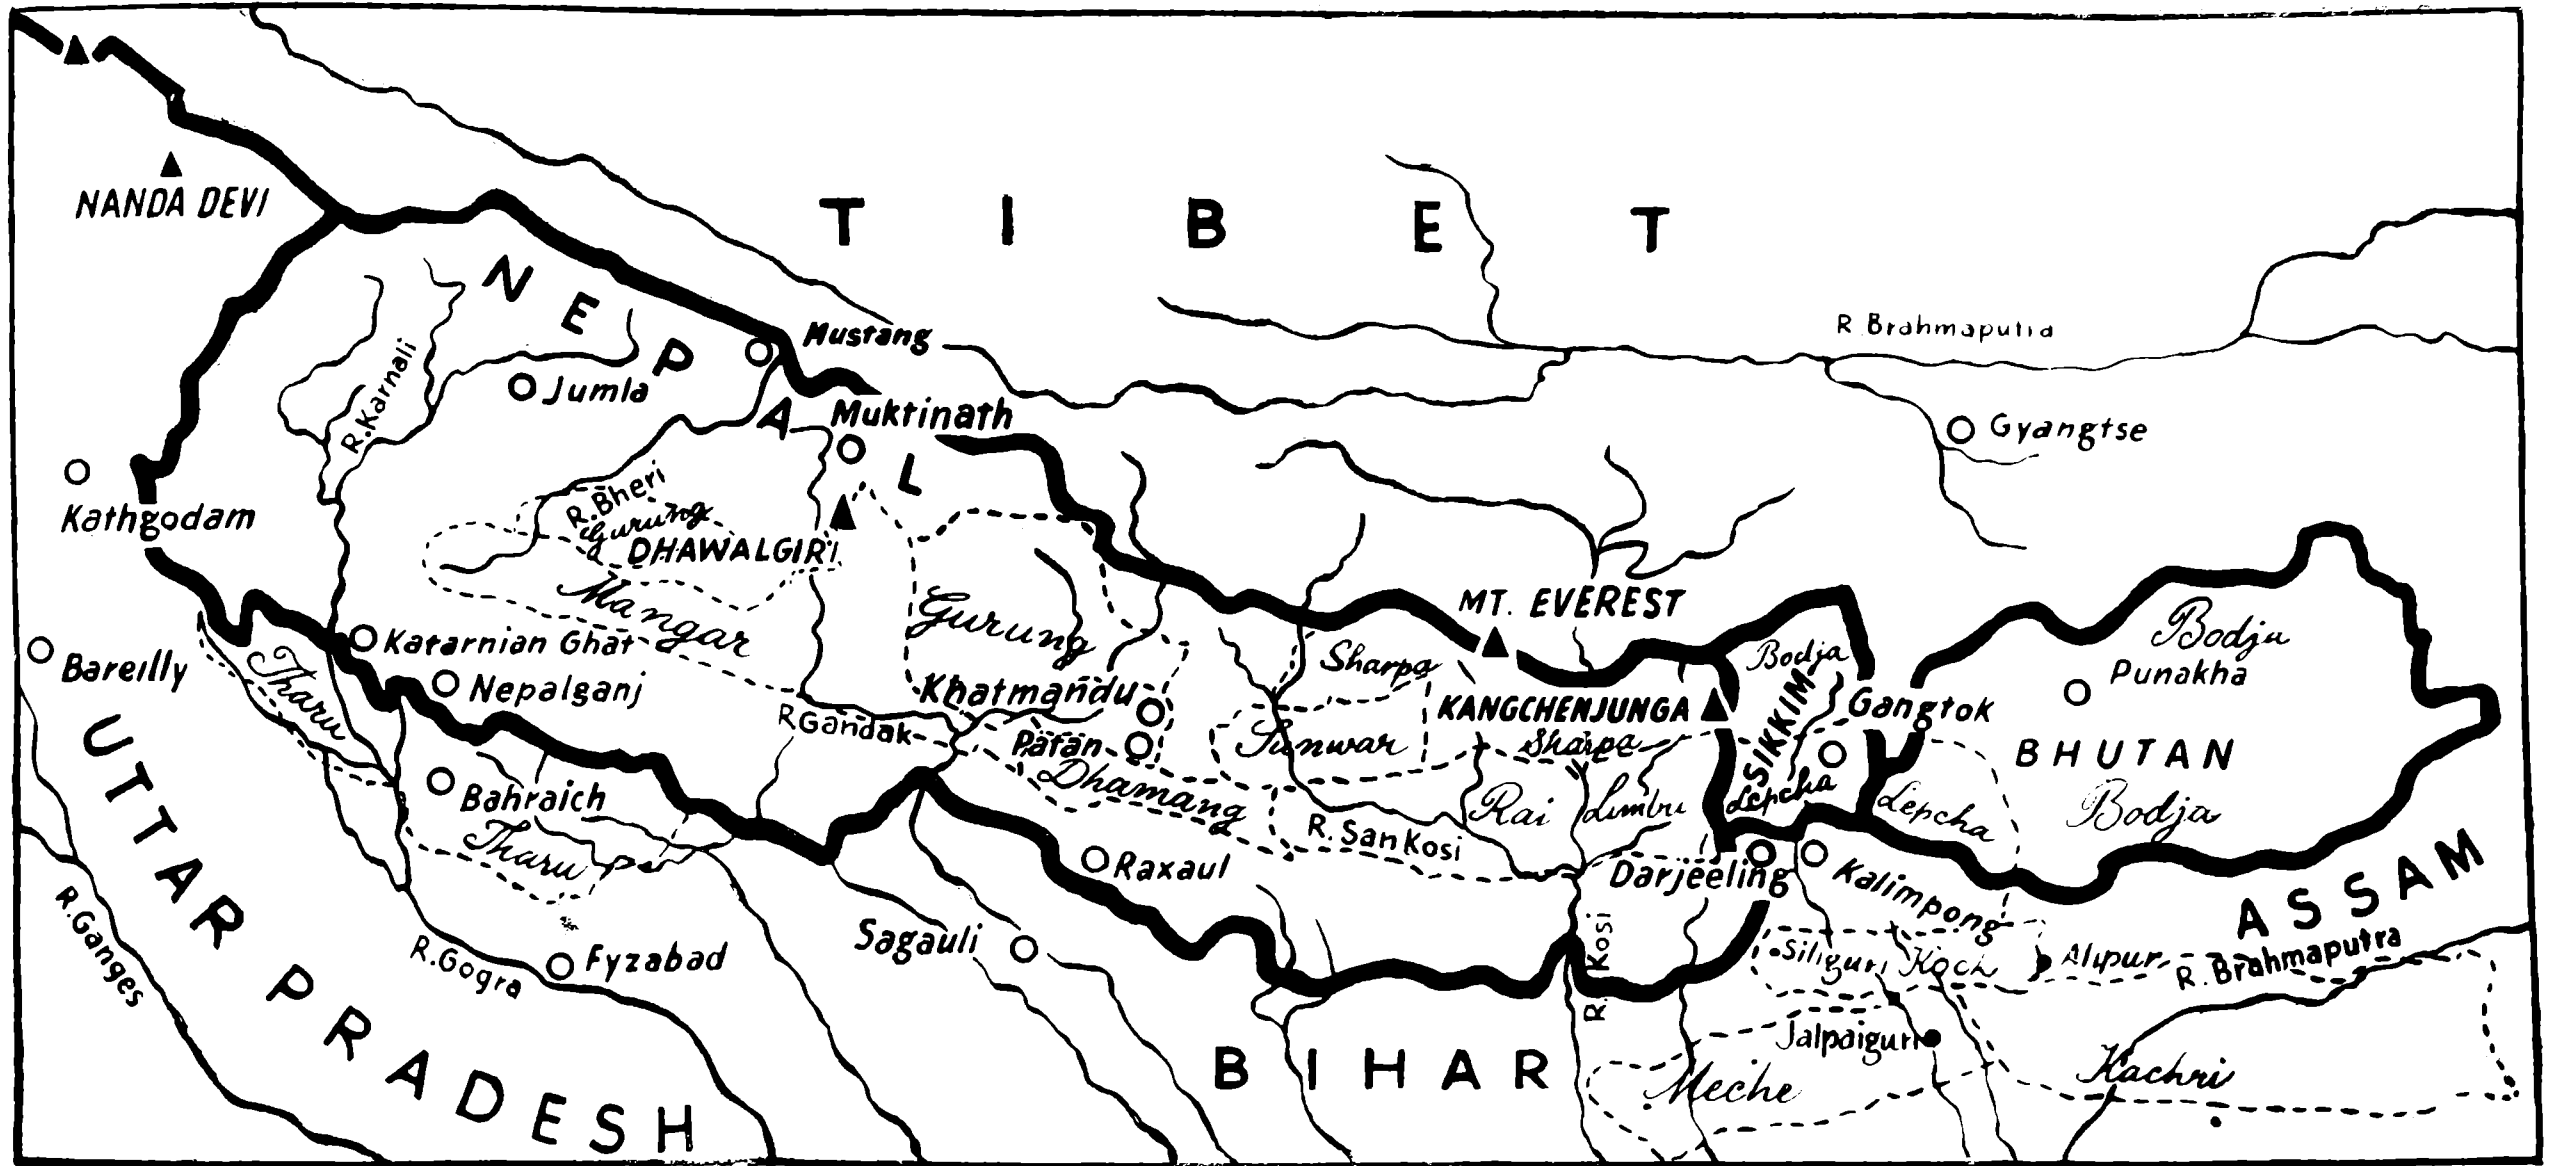 NANDA DEVI
TIBET
NEPAL
R. Brahmaputra
Mustang
R. Karnali
Jumla
Muktinath
Gyangtse
Kathgodam
R. Bheri
Gurung
DHAWALGIRI
Mangar
Gurung
MT. EVEREST
Bodja
Punakha
Katarnian Ghat
Bareilly
Tharu
Nepalganj
Sharpa
Bodja
Khatmandu
KANGCHENJUNGA
SIKKIM
Gangtok
R. Gandak
Patan
Sunwar
Sharpa
BHUTAN
UTTAR PRADESH
Bahraich
Dhamang
Rai
Limbu
Lepcha
Lepcha
Bodja
Tharu
R. San Kosi
Raxaul
Darjeeling
Kalimpong
ASSAM
R. Ganges
R. Gogra
Fyzabad
Sagauli
R. Kosi
Siliguri
Koch
Alipur
R. Brahmaputra
BIHAR
Jalpaiguri
Meche
Kachri